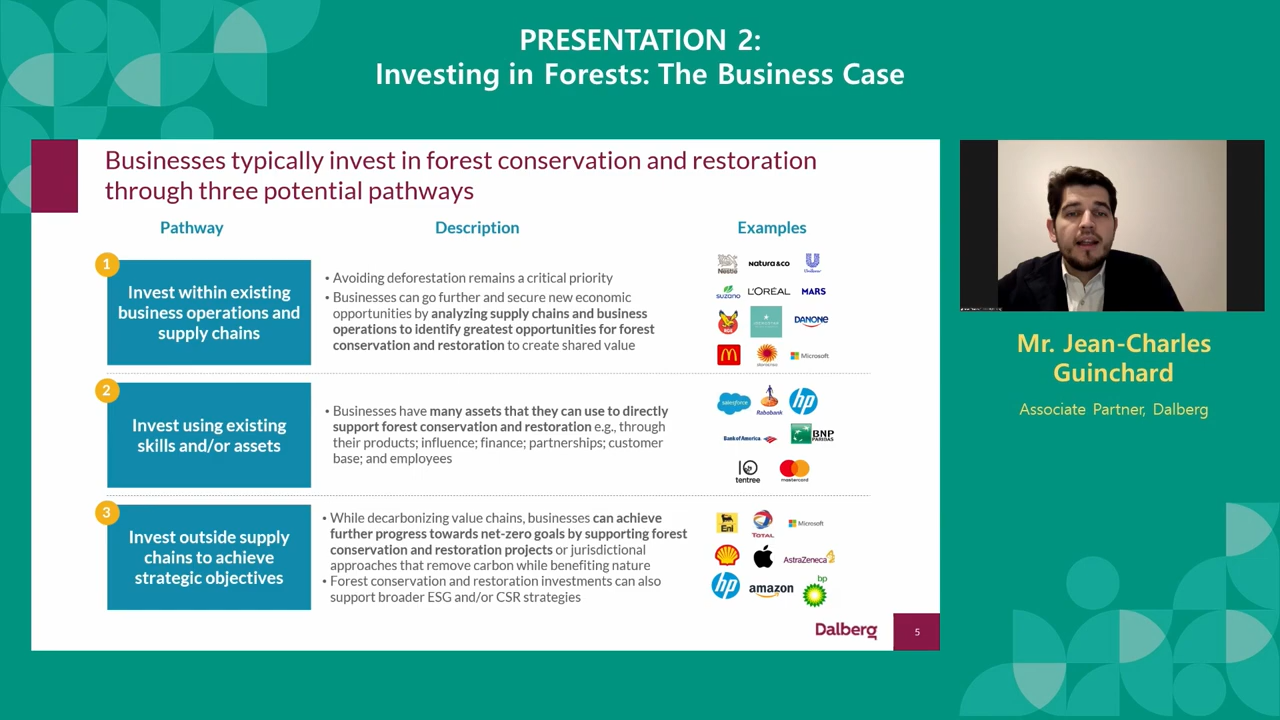 PRESENTATION 2:
Investing in Forests: The Business Case
Businesses typically invest in forest conservation and restoration
through three potential pathways
Pathway
Description
Examples
1
Invest within existing
business operations and
supply chains
• Avoiding deforestation remains a critical priority
• Businesses can go further and secure new economic
opportunities by analyzing supply chains and business
operations to identify greatest opportunities for forest
conservation and restoration to create shared value
Nestlé
natura&co
Unilever
suzano
L'ORÉAL
MARS
DANONE
storaenso
Microsoft
2
Invest using existing
skills and/or assets
• Businesses have many assets that they can use to directly
support forest conservation and restoration e.g., through
their products; influence; finance; partnerships; customer
base; and employees
salesforce
Rabobank
hp
Bank of America
BNP
PARIBAS
tentree
mastercard
3
Invest outside supply
chains to achieve
strategic objectives
• While decarbonizing value chains, businesses can achieve
further progress towards net-zero goals by supporting forest
conservation and restoration projects or jurisdictional
approaches that remove carbon while benefiting nature
• Forest conservation and restoration investments can also
support broader ESG and/or CSR strategies
Eni
TOTAL
Microsoft
AstraZeneca
hp
amazon
bp
Dalberg
5
Mr. Jean-Charles
Guinchard
Associate Partner, Dalberg